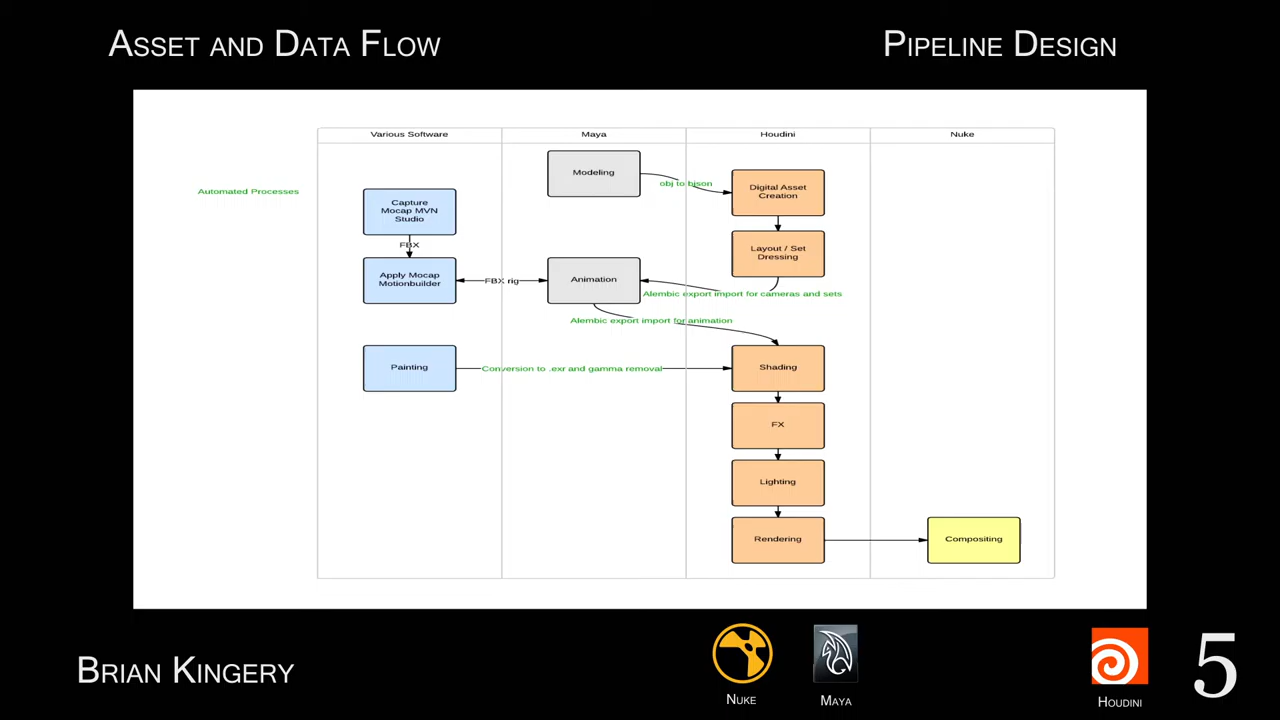 Asset and Data Flow
Pipeline Design
Various Software
Maya
Houdini
Nuke
Automated Processes
Modeling
obj to bison
Digital Asset
Creation
Capture
Mocap MVN
Studio
FBX
Layout / Set
Dressing
Apply Mocap
Motionbuilder
FBX rig
Animation
Alembic export import for cameras and sets
Alembic export import for animation
Painting
Conversion to .exr and gamma removal
Shading
FX
Lighting
Rendering
Compositing
Brian Kingery
Nuke
Maya
Houdini
5